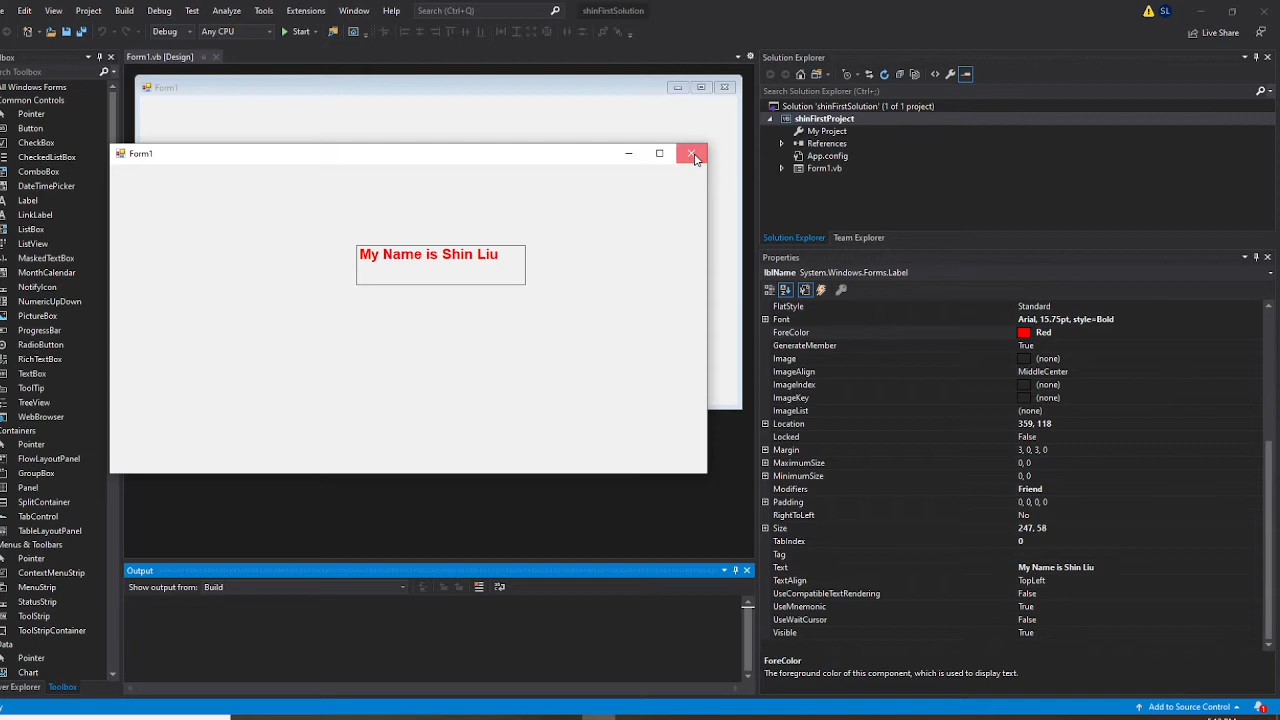 Edit View Project Build Debug Test Analyze Tools Extensions Window Help Search (Ctrl+;) shinFirstSolution SL
Debug Any CPU Start Live Share
Form1.vb [Design]
Search Toolbox
All Windows Forms
Common Controls
Pointer
Button
CheckBox
CheckedListBox
ComboBox
DateTimePicker
Label
LinkLabel
ListBox
ListView
MaskedTextBox
MonthCalendar
NotifyIcon
NumericUpDown
PictureBox
ProgressBar
RadioButton
RichTextBox
TextBox
ToolTip
TreeView
WebBrowser
Containers
Pointer
FlowLayoutPanel
GroupBox
Panel
SplitContainer
TabControl
TableLayoutPanel
Menus & Toolbars
Pointer
ContextMenuStrip
MenuStrip
StatusStrip
ToolStrip
ToolStripContainer
Data
Pointer
Chart
Toolbox
Form1
Form1
My Name is Shin Liu
Output
Show output from: Build
Solution Explorer
Search Solution Explorer (Ctrl+;)
Solution 'shinFirstSolution' (1 of 1 project)
shinFirstProject
My Project
References
App.config
Form1.vb
Solution Explorer Team Explorer
Properties
lblName System.Windows.Forms.Label
FlatStyle Standard
Font Arial, 15.75pt, style=Bold
ForeColor Red
GenerateMember True
Image (none)
ImageAlign MiddleCenter
ImageIndex (none)
ImageKey (none)
ImageList (none)
Location 359, 118
Locked False
Margin 3, 0, 3, 0
MaximumSize 0, 0
MinimumSize 0, 0
Modifiers Friend
Padding 0, 0, 0, 0
RightToLeft No
Size 247, 58
TabIndex 0
Tag
Text My Name is Shin Liu
TextAlign TopLeft
UseCompatibleTextRendering False
UseMnemonic True
UseWaitCursor False
Visible True
ForeColor
The foreground color of this component, which is used to display text.
Add to Source Control 1